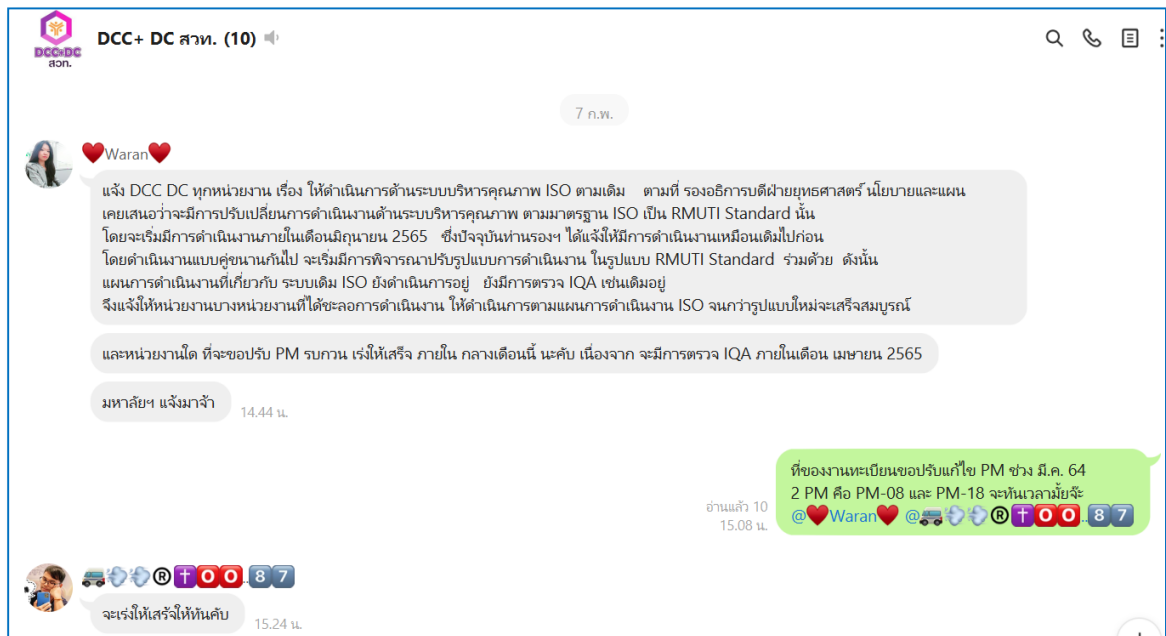 DCC+DC
สวท.
DCC+ DC สวท. (10)
7 ก.พ.
❤️Waran❤️
แจ้ง DCC DC ทุกหน่วยงาน เรื่อง ให้ดำเนินการด้านระบบบริหารคุณภาพ ISO ตามเดิม ตามที่ รองอธิการบดีฝ่ายยุทธศาสตร์ นโยบายและแผน
เคยเสนอว่าจะมีการปรับเปลี่ยนการดำเนินงานด้านระบบบริหารคุณภาพ ตามมาตรฐาน ISO เป็น RMUTI Standard นั้น
โดยจะเริ่มมีการดำเนินงานภายในเดือนมิถุนายน 2565 ซึ่งปัจจุบันท่านรองฯ ได้แจ้งให้มีการดำเนินงานเหมือนเดิมไปก่อน
โดยดำเนินงานแบบคู่ขนานกันไป จะเริ่มมีการพิจารณาปรับรูปแบบการดำเนินงาน ในรูปแบบ RMUTI Standard ร่วมด้วย ดังนั้น
แผนการดำเนินงานที่เกี่ยวกับ ระบบเดิม ISO ยังดำเนินการอยู่ ยังมีการตรวจ IQA เช่นเดิมอยู่
จึงแจ้งให้หน่วยงานบางหน่วยงานที่ได้ชะลอการดำเนินงาน ให้ดำเนินการตามแผนการดำเนินงาน ISO จนกว่ารูปแบบใหม่จะเสร็จสมบูรณ์
และหน่วยงานใด ที่จะขอปรับ PM รบกวน เร่งให้เสร็จ ภายใน กลางเดือนนี้ นะคับ เนื่องจาก จะมีการตรวจ IQA ภายในเดือน เมษายน 2565
มหาลัยฯ แจ้งมาจ้า
14.44 น.
ที่ของงานทะเบียนขอปรับแก้ไข PM ช่วง มี.ค. 64
2 PM คือ PM-08 และ PM-18 จะทันเวลามั้ยจ๊ะ
@❤️Waran❤️ @🚐💨💨®️✝️🅾️🅾️..8️⃣7️⃣
อ่านแล้ว 10
15.08 น.
🚐💨💨®️✝️🅾️🅾️..8️⃣7️⃣
จะเร่งให้เสร้จให้ทันคับ
15.24 น.